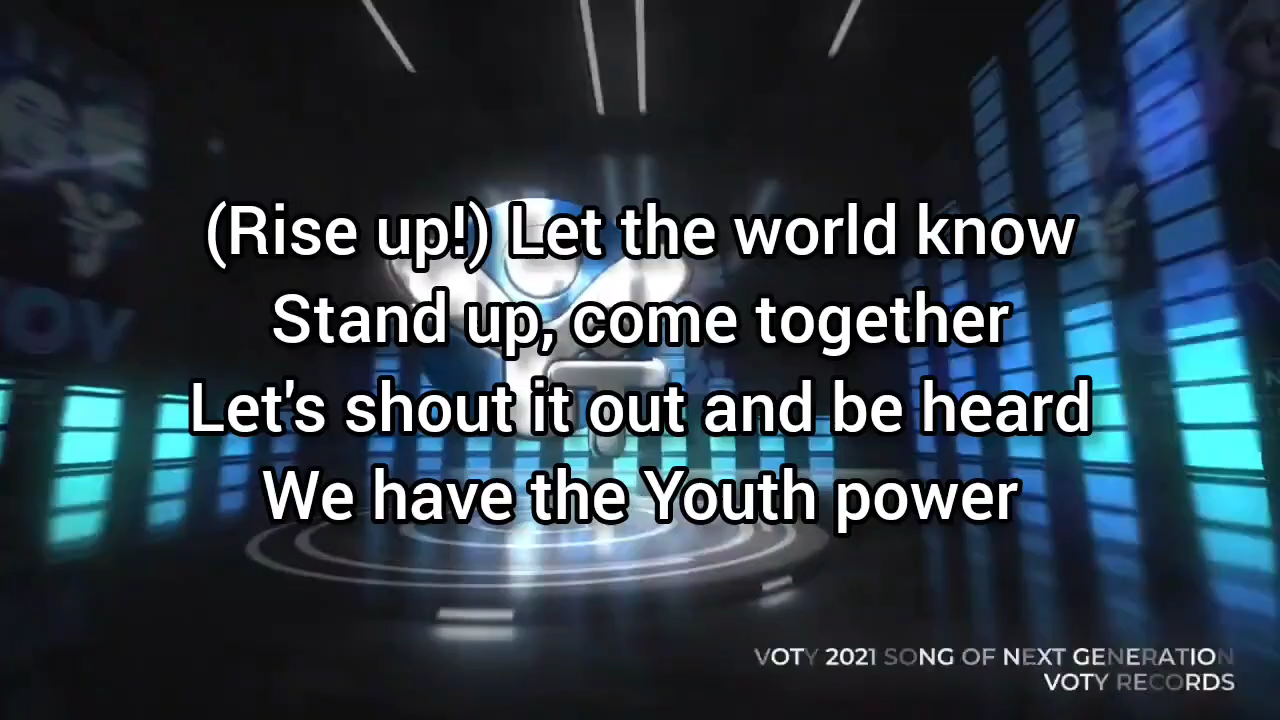 (Rise up!) Let the world know
Stand up, come together
Let's shout it out and be heard
We have the Youth power
VOTY 2021 SONG OF NEXT GENERATION
VOTY RECORDS